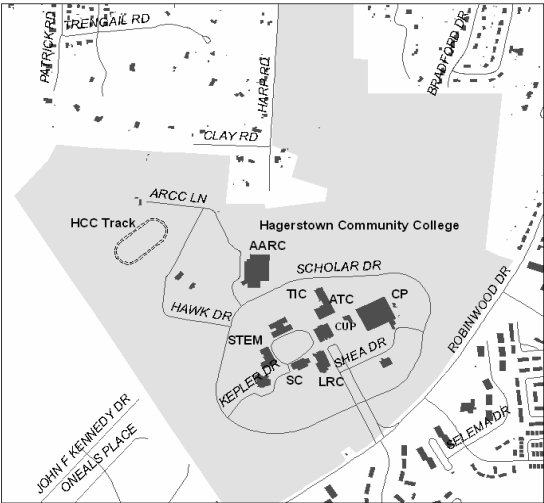 TRENGAIL RD
PATRICK RD
BRADFORD DR
HARP RD
CLAY RD
ARCC LN
HCC Track
Hagerstown Community College
AARC
SCHOLAR DR
TIC
ATC
CP
HAWK DR
CUP
ROBINWOOD DR
STEM
SHEA DR
KEPLER DR
SC
LRC
SELEMA DR
JOHN F KENNEDY DR
ONEALS PLACE